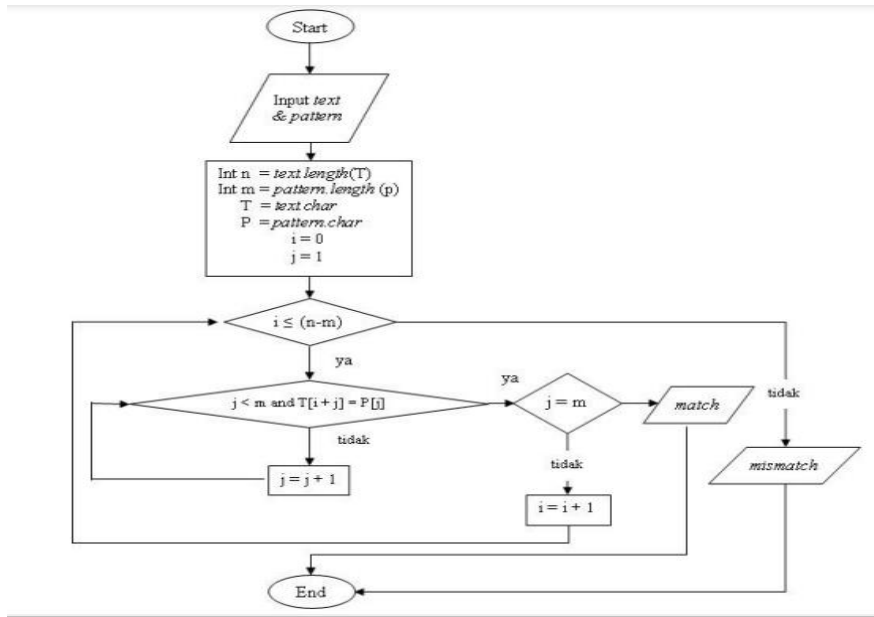 Start
Input text
& pattern
Int n = text.length(T)
Int m = pattern.length (p)
T = text.char
P = pattern.char
i = 0
j = 1
i ≤ (n-m)
ya
tidak
j < m and T[i + j] = P[j]
ya
j = m
match
tidak
tidak
mismatch
j = j + 1
i = i + 1
End